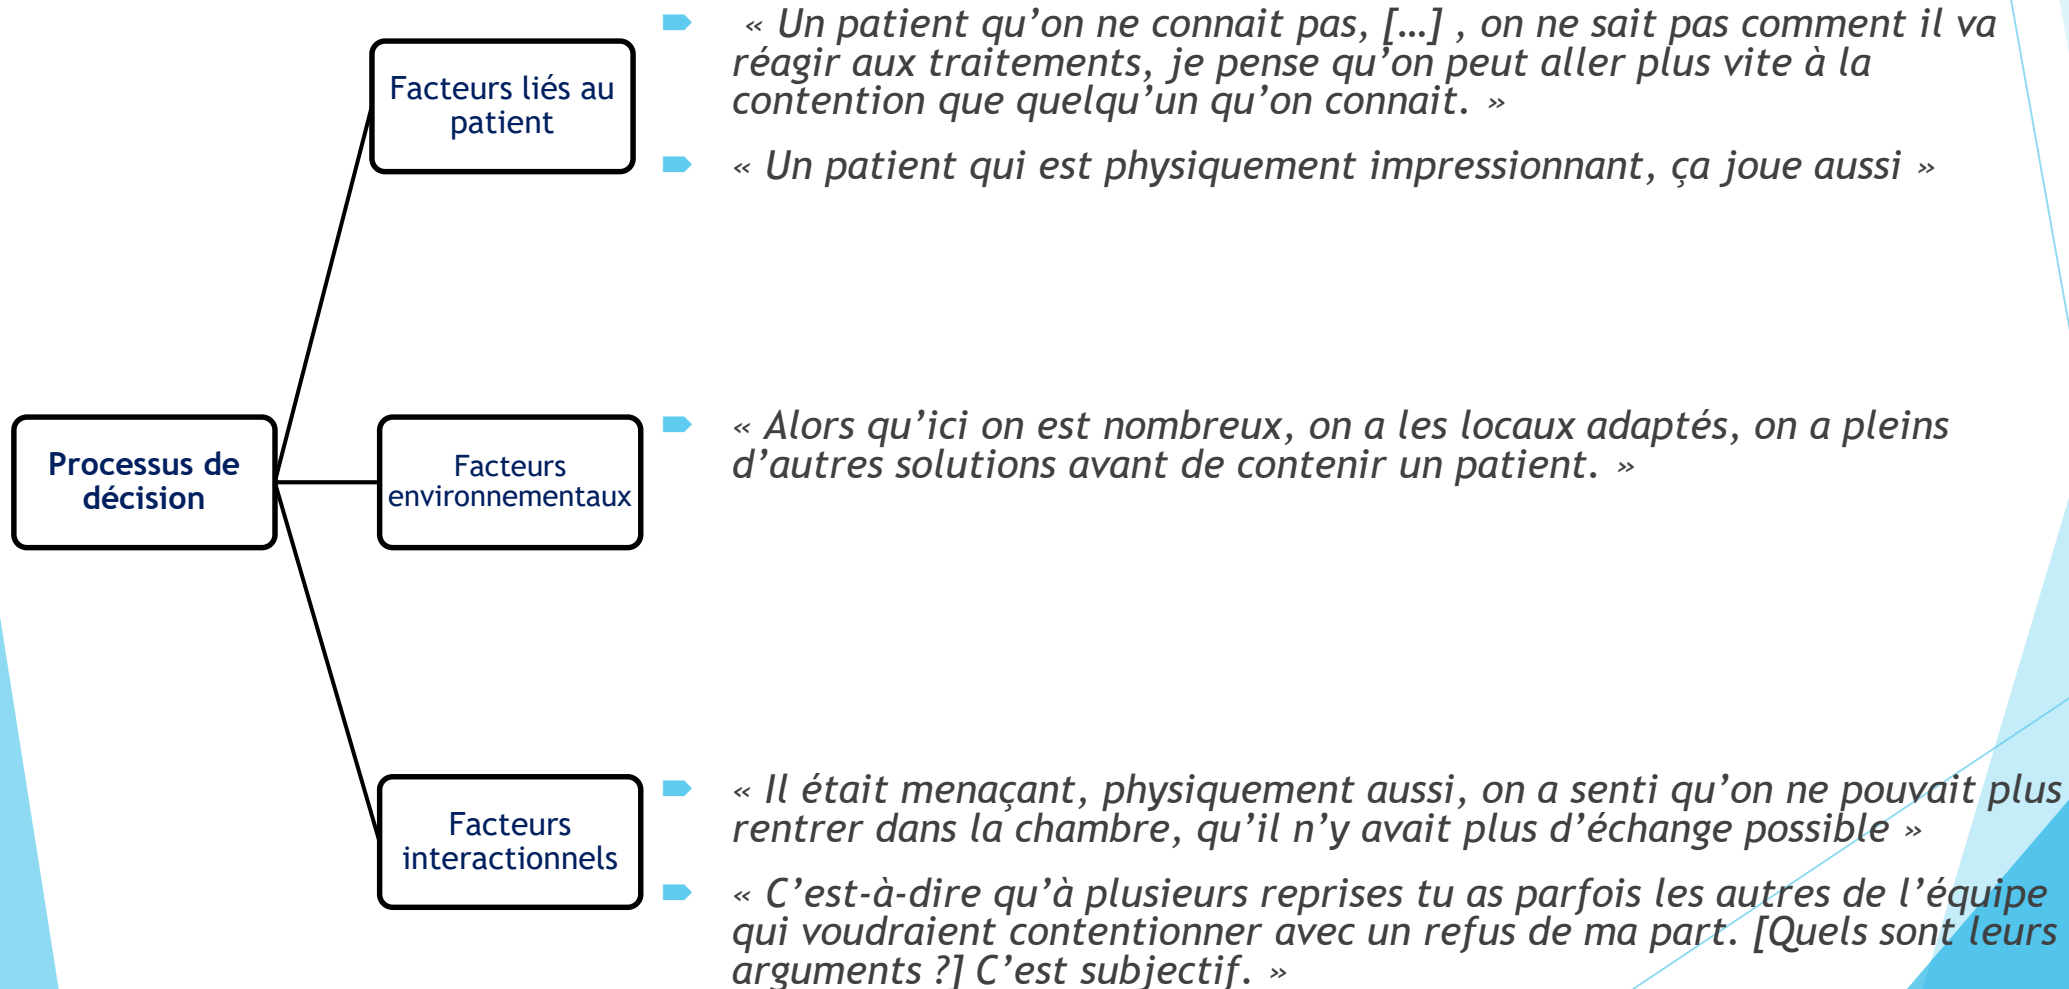 Facteurs liés au
patient
« Un patient qu’on ne connait pas, […] , on ne sait pas comment il va
réagir aux traitements, je pense qu’on peut aller plus vite à la
contention que quelqu’un qu’on connait. »
« Un patient qui est physiquement impressionnant, ça joue aussi »
Processus de
décision
Facteurs
environnementaux
« Alors qu’ici on est nombreux, on a les locaux adaptés, on a pleins
d’autres solutions avant de contenir un patient. »
Facteurs
interactionnels
« Il était menaçant, physiquement aussi, on a senti qu’on ne pouvait plus
rentrer dans la chambre, qu’il n’y avait plus d’échange possible »
« C’est-à-dire qu’à plusieurs reprises tu as parfois les autres de l’équipe
qui voudraient contentionner avec un refus de ma part. [Quels sont leurs
arguments ?] C’est subjectif. »